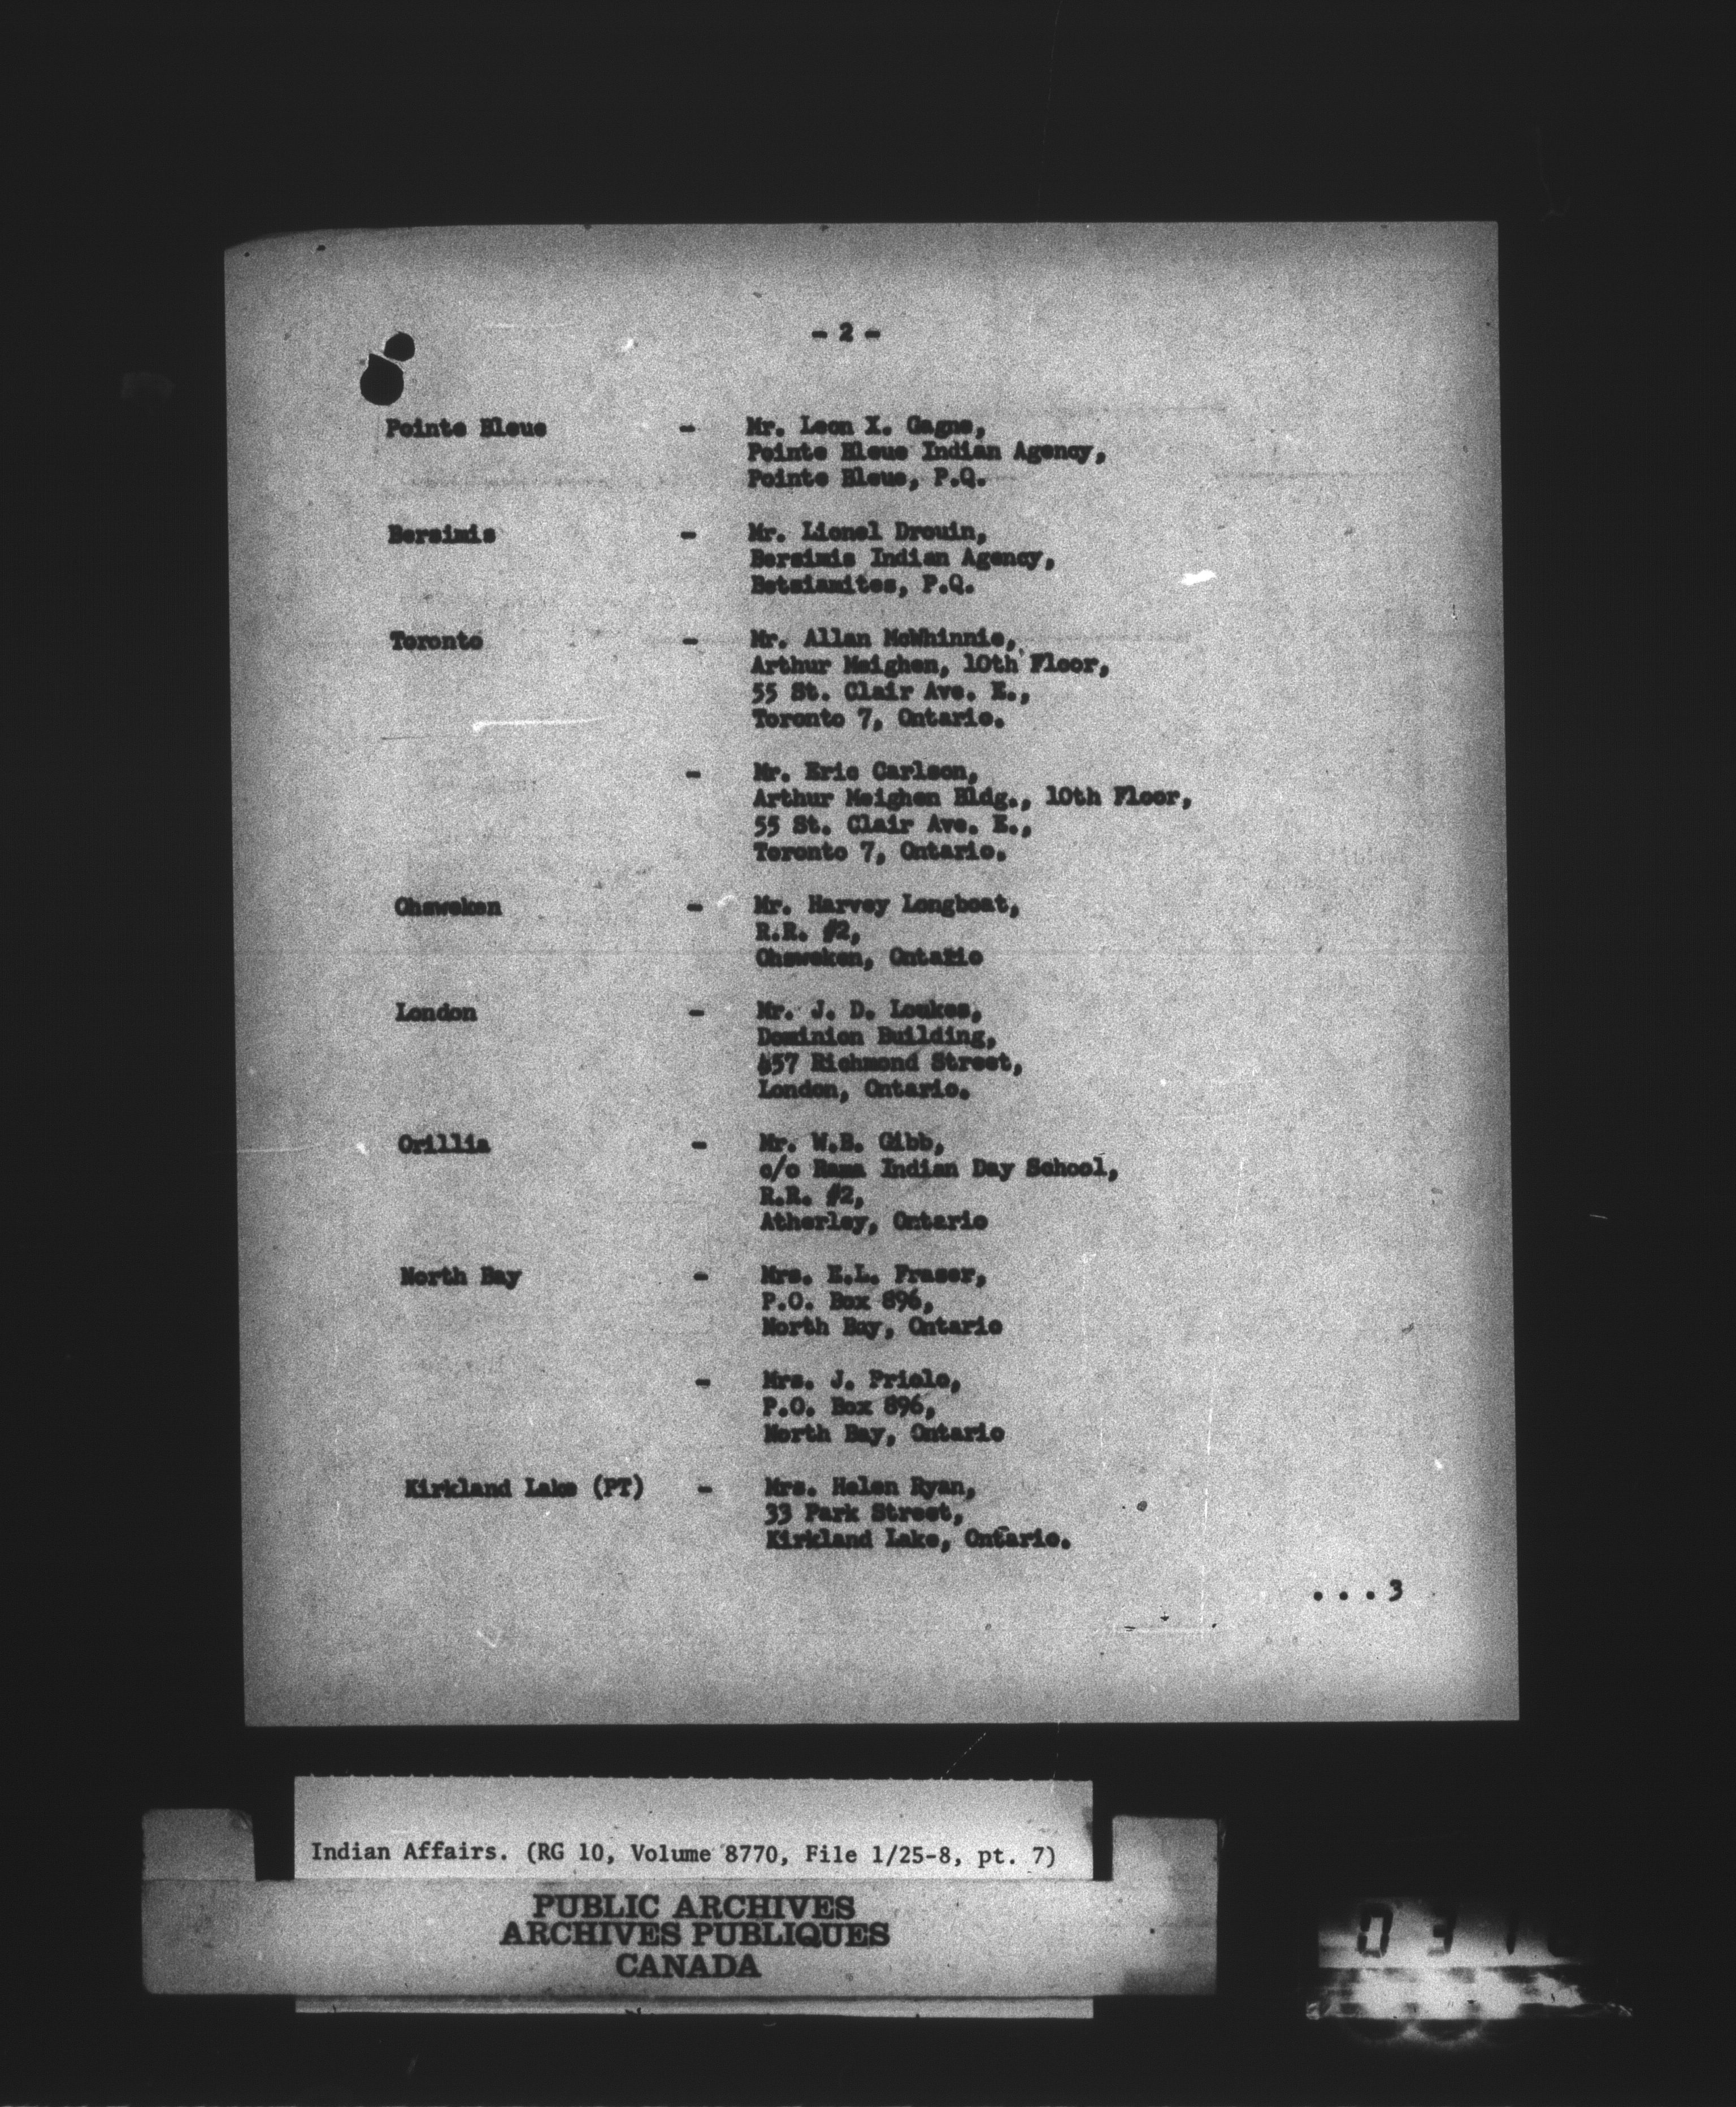 - 2 -
Pointe Bleue - Mr. Leon X. Gagne,
Pointe Bleue Indian Agency,
Pointe Bleue, P.Q.
Bersimis - Mr. Lionel Drouin,
Bersimis Indian Agency,
Betsiamites, P.Q.
Toronto - Mr. Allan McWhinnie,
Arthur Meighen, 10th Floor,
55 St. Clair Ave. E.,
Toronto 7, Ontario.
- Mr. Eric Carlson,
Arthur Meighen Bldg., 10th Floor,
55 St. Clair Ave. E.,
Toronto 7, Ontario.
Ohsweken - Mr. Harvey Longboat,
R.R. #2,
Ohsweken, Ontario
London - Mr. J. D. Loukes,
Dominion Building,
457 Richmond Street,
London, Ontario.
Orillia - Mr. W.B. Gibb,
c/o Rama Indian Day School,
R.R. #2,
Atherley, Ontario
North Bay - Mrs. E.L. Fraser,
P.O. Box 896,
North Bay, Ontario
- Mrs. J. Priolo,
P.O. Box 896,
North Bay, Ontario
Kirkland Lake (PT) - Mrs. Helen Ryan,
33 Park Street,
Kirkland Lake, Ontario.
...3
Indian Affairs. (RG 10, Volume 8770, File 1/25-8, pt. 7)
PUBLIC ARCHIVES
ARCHIVES PUBLIQUES
CANADA